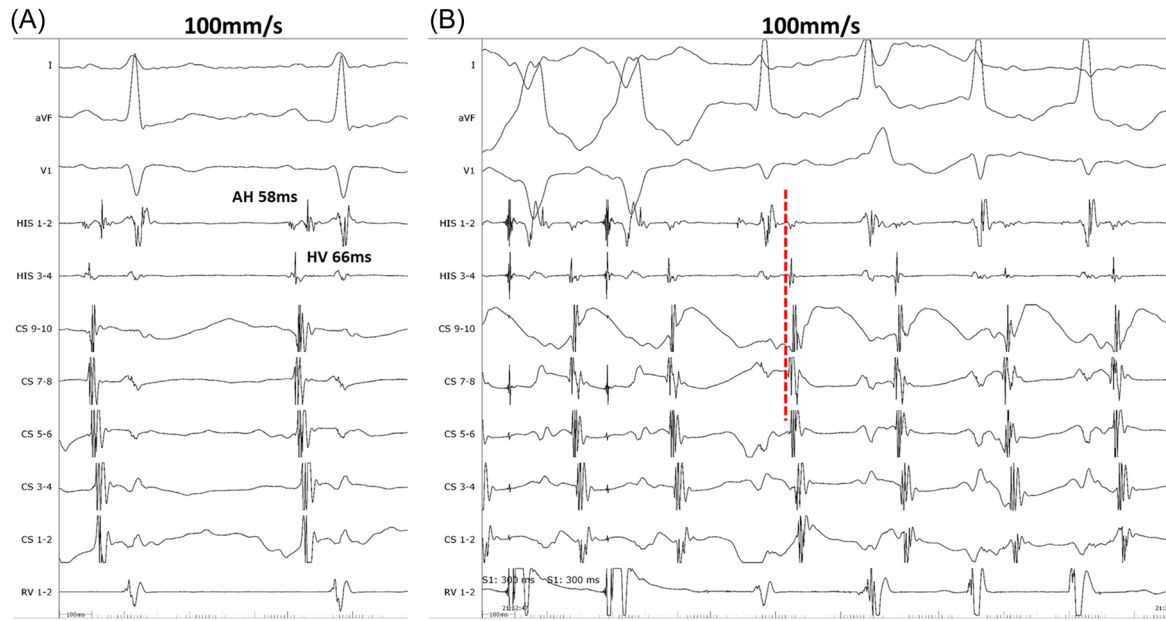 (A)
100mm/s
I
aVF
V1
AH 58ms
HIS 1-2
HV 66ms
HIS 3-4
CS 9-10
CS 7-8
CS 5-6
CS 3-4
CS 1-2
RV 1-2
100ms
(B)
100mm/s
I
aVF
V1
HIS 1-2
HIS 3-4
CS 9-10
CS 7-8
CS 5-6
CS 3-4
CS 1-2
S1: 300 ms
S1: 300 ms
RV 1-2
100ms